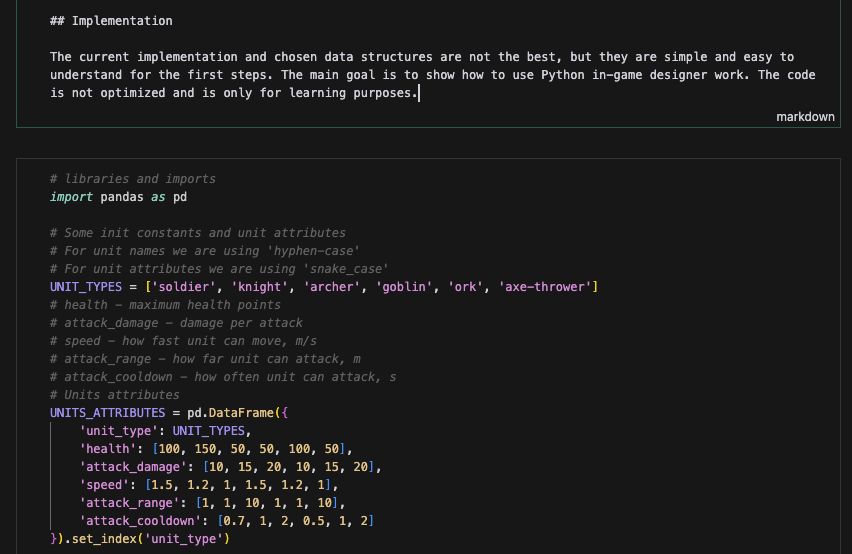 ## Implementation
The current implementation and chosen data structures are not the best, but they are simple and easy to
understand for the first steps. The main goal is to show how to use Python in-game designer work. The code
is not optimized and is only for learning purposes.
markdown
# libraries and imports
import pandas as pd
# Some init constants and unit attributes
# For unit names we are using 'hyphen-case'
# For unit attributes we are using 'snake_case'
UNIT_TYPES = ['soldier', 'knight', 'archer', 'goblin', 'ork', 'axe-thrower']
# health – maximum health points
# attack_damage – damage per attack
# speed – how fast unit can move, m/s
# attack_range – how far unit can attack, m
# attack_cooldown – how often unit can attack, s
# Units attributes
UNITS_ATTRIBUTES = pd.DataFrame({
    'unit_type': UNIT_TYPES,
    'health': [100, 150, 50, 50, 100, 50],
    'attack_damage': [10, 15, 20, 10, 15, 20],
    'speed': [1.5, 1.2, 1, 1.5, 1.2, 1],
    'attack_range': [1, 1, 10, 1, 1, 10],
    'attack_cooldown': [0.7, 1, 2, 0.5, 1, 2]
}).set_index('unit_type')